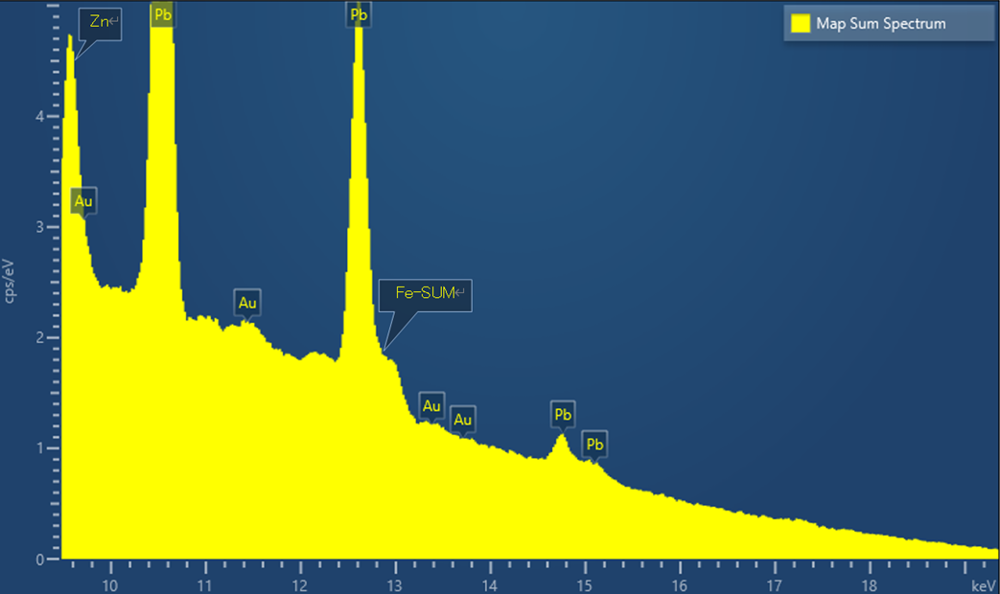 Pb
Pb
Zn↵
Map Sum Spectrum
4
Au
3
cps/eV
Fe-SUM↵
Au
2
Au
Au
Pb
Pb
1
0
10 11 12 13 14 15 16 17 18 keV